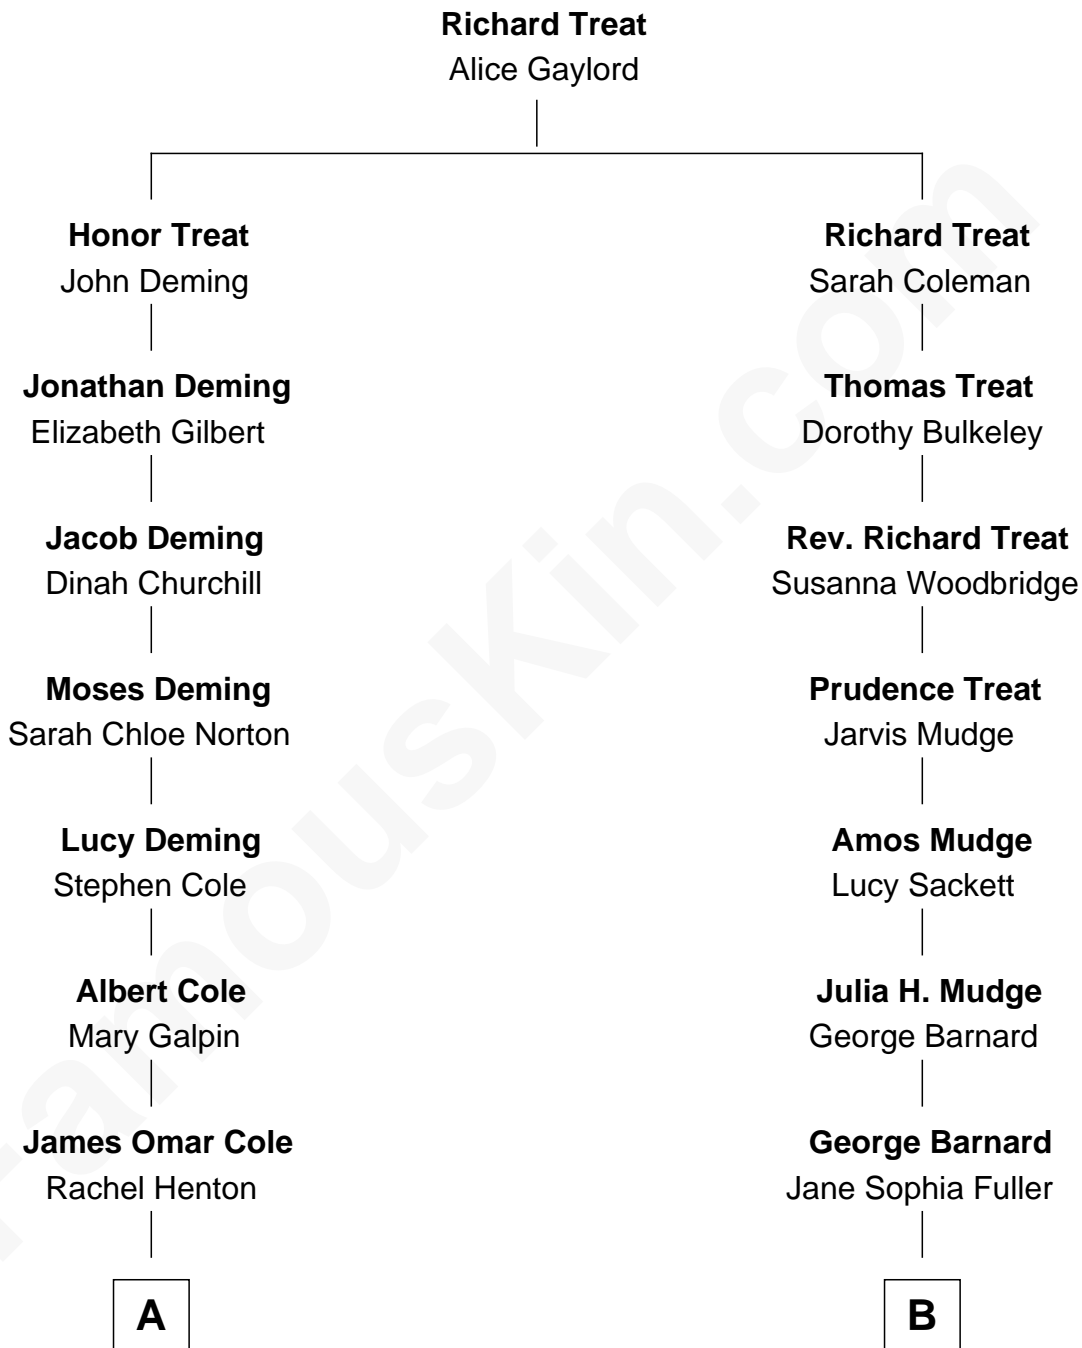 Richard Treat
Alice Gaylord
Honor Treat
John Deming
Richard Treat
Sarah Coleman
Jonathan Deming
Elizabeth Gilbert
Thomas Treat
Dorothy Bulkeley
Jacob Deming
Dinah Churchill
Rev. Richard Treat
Susanna Woodbridge
Moses Deming
Sarah Chloe Norton
Prudence Treat
Jarvis Mudge
Lucy Deming
Stephen Cole
Amos Mudge
Lucy Sackett
Albert Cole
Mary Galpin
Julia H. Mudge
George Barnard
James Omar Cole
Rachel Henton
George Barnard
Jane Sophia Fuller
A
B
FamousKin.com